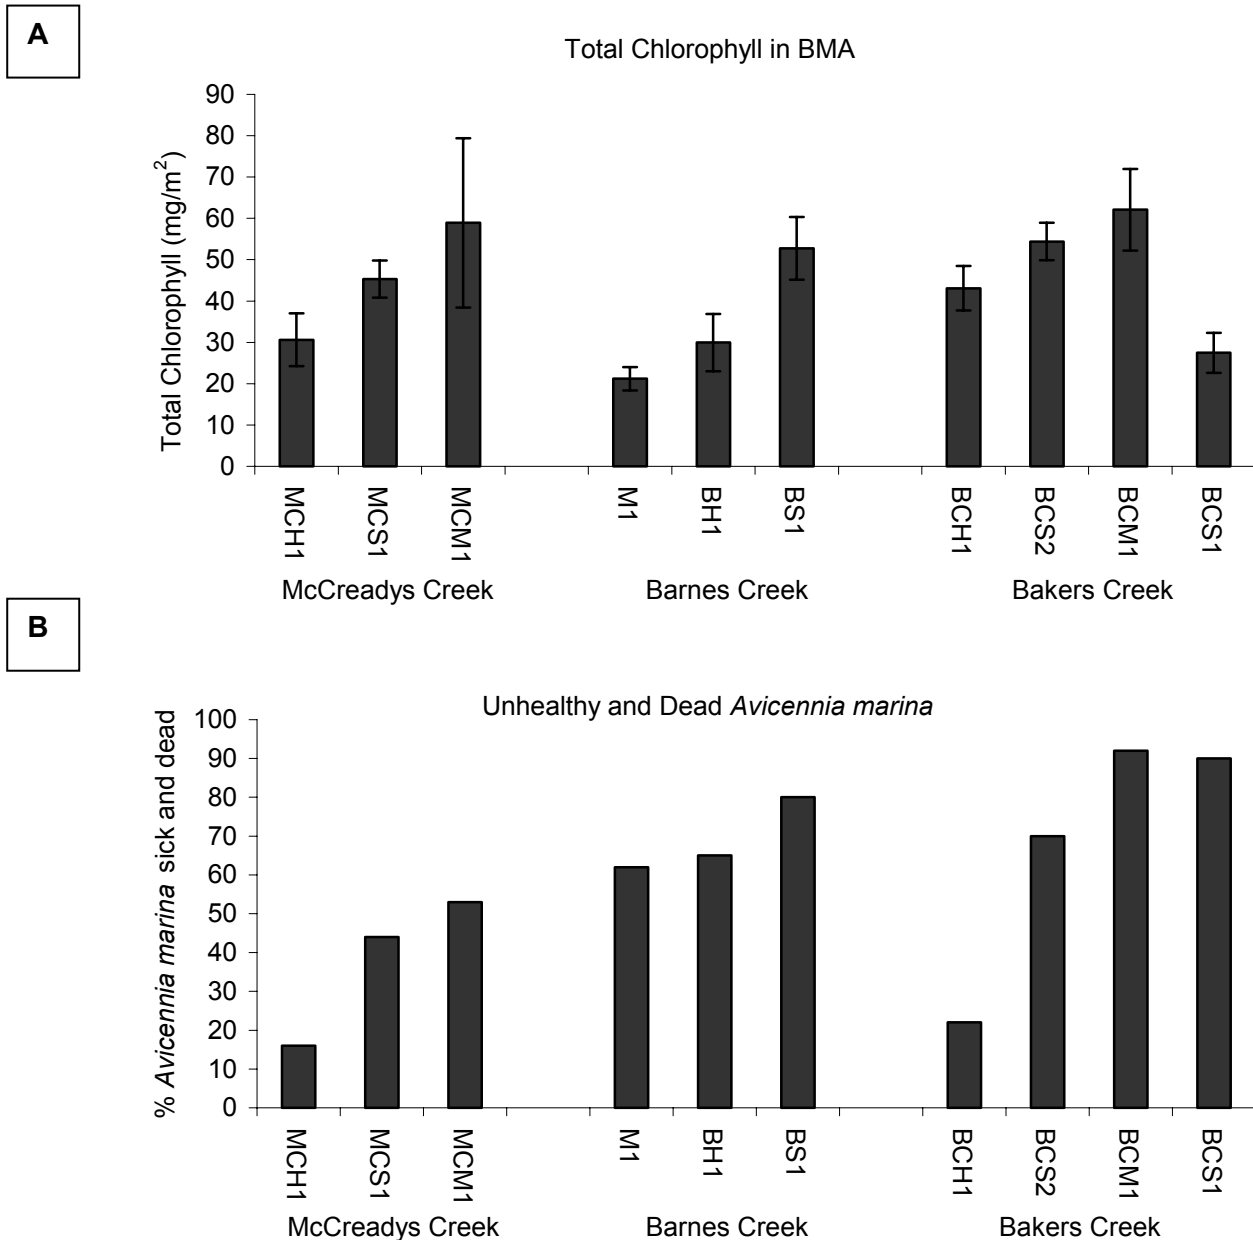 A
Total Chlorophyll in BMA
Total Chlorophyll (mg/m²)
90
80
70
60
50
40
30
20
10
0
MCH1
MCS1
MCM1
M1
BH1
BS1
BCH1
BCS2
BCM1
BCS1
McCreadys Creek
Barnes Creek
Bakers Creek
B
Unhealthy and Dead Avicennia marina
% Avicennia marina sick and dead
100
90
80
70
60
50
40
30
20
10
0
MCH1
MCS1
MCM1
M1
BH1
BS1
BCH1
BCS2
BCM1
BCS1
McCreadys Creek
Barnes Creek
Bakers Creek